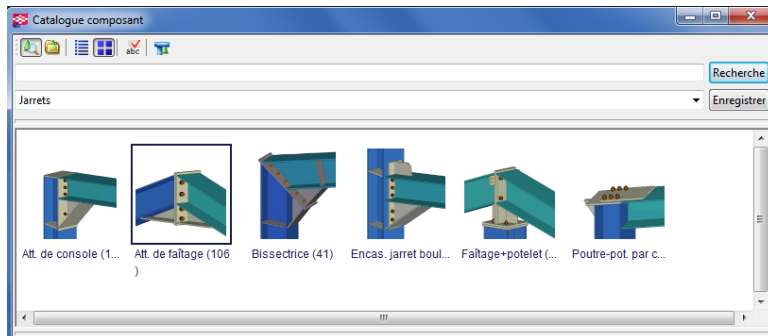 Catalogue composant
abc
Recherche
Jarrets
Enregistrer
Att. de console (1...
Att. de faîtage (106
)
Bissectrice (41)
Encas. jarret boul...
Faîtage+potelet (...
Poutre-pot. par c...